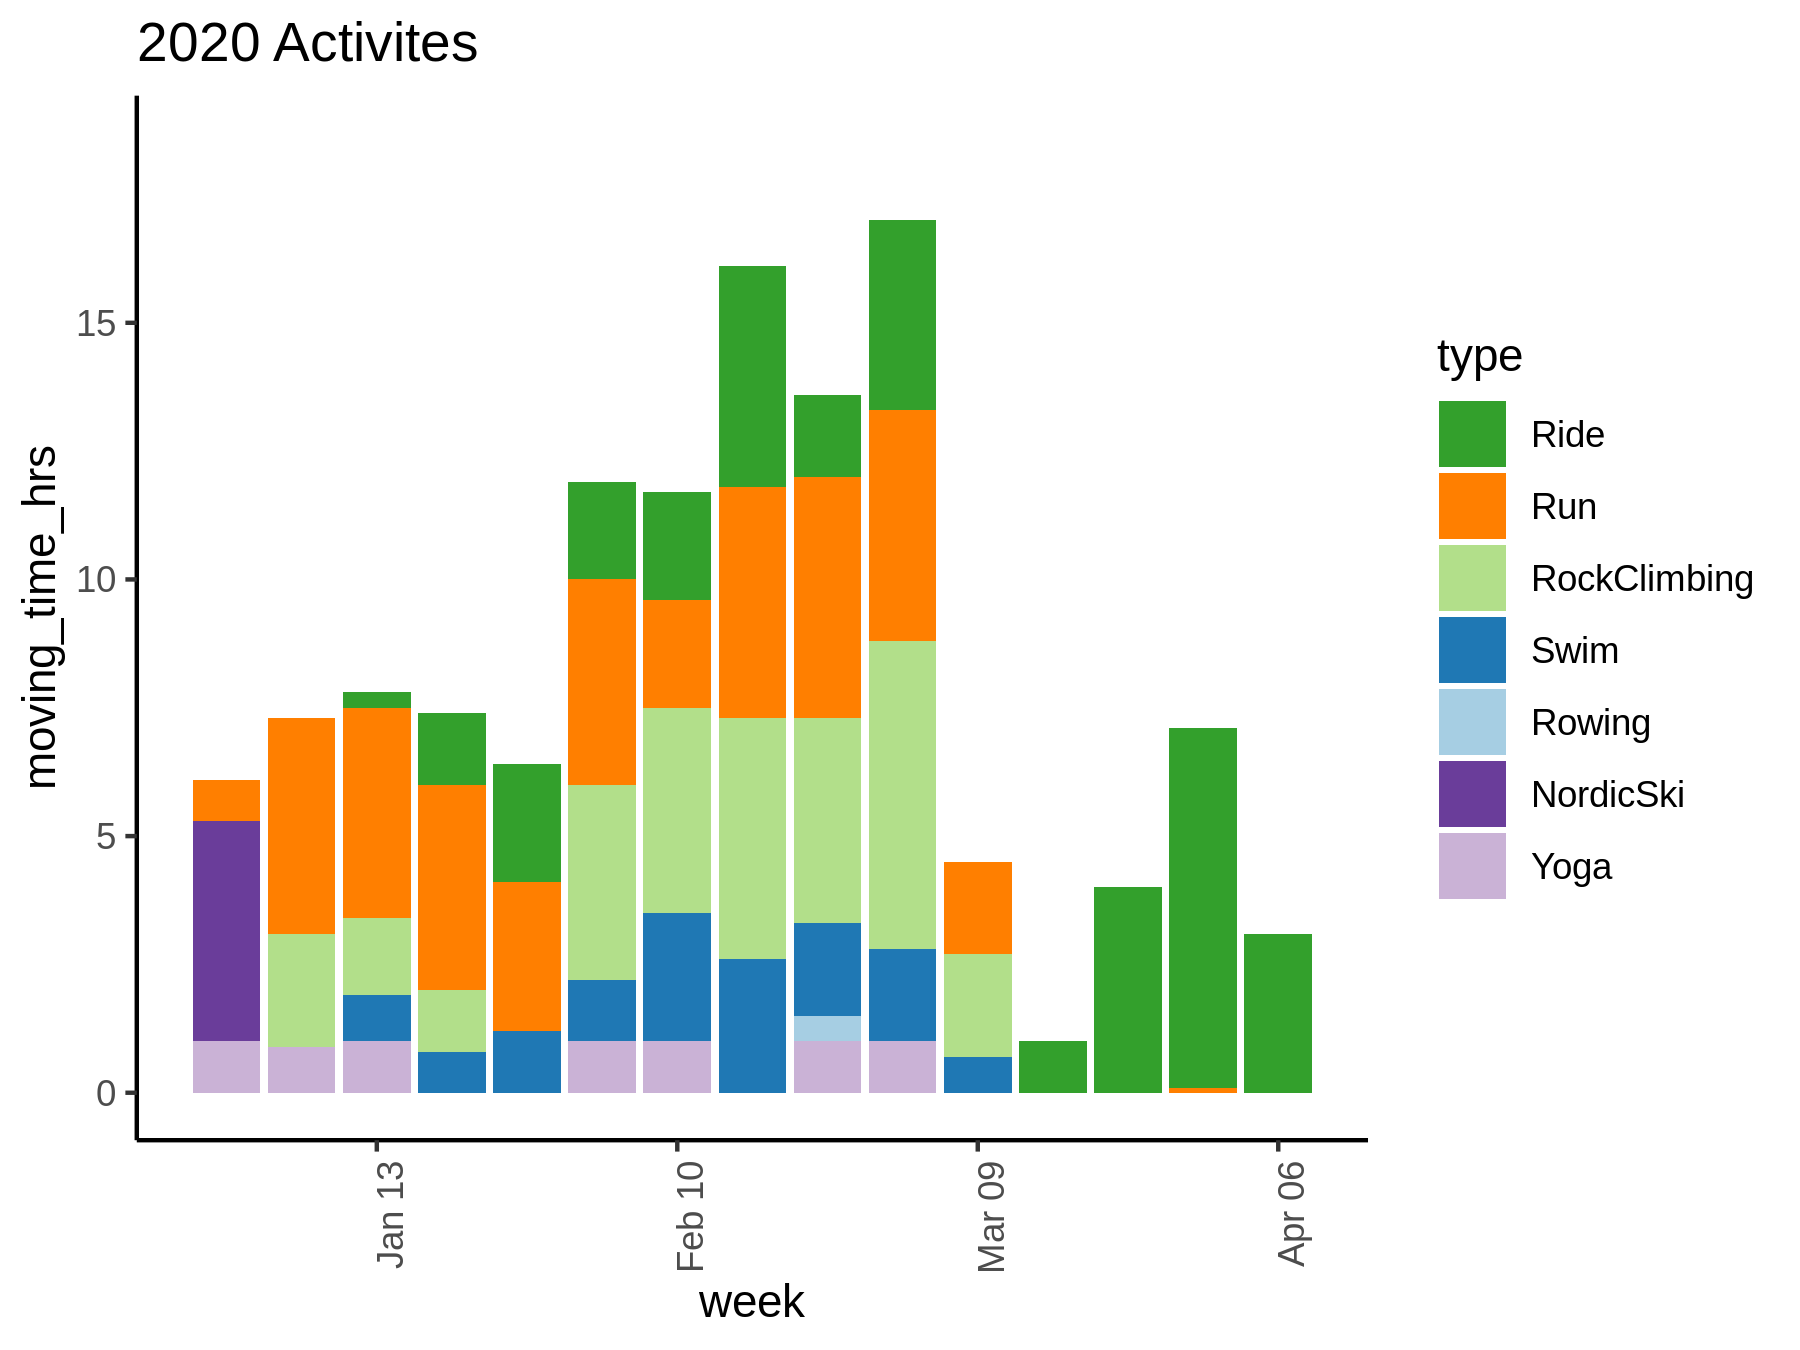 2020 Activites
moving_time_hrs
15
10
5
0
Jan 13
Feb 10
Mar 09
Apr 06
week
type
Ride
Run
RockClimbing
Swim
Rowing
NordicSki
Yoga